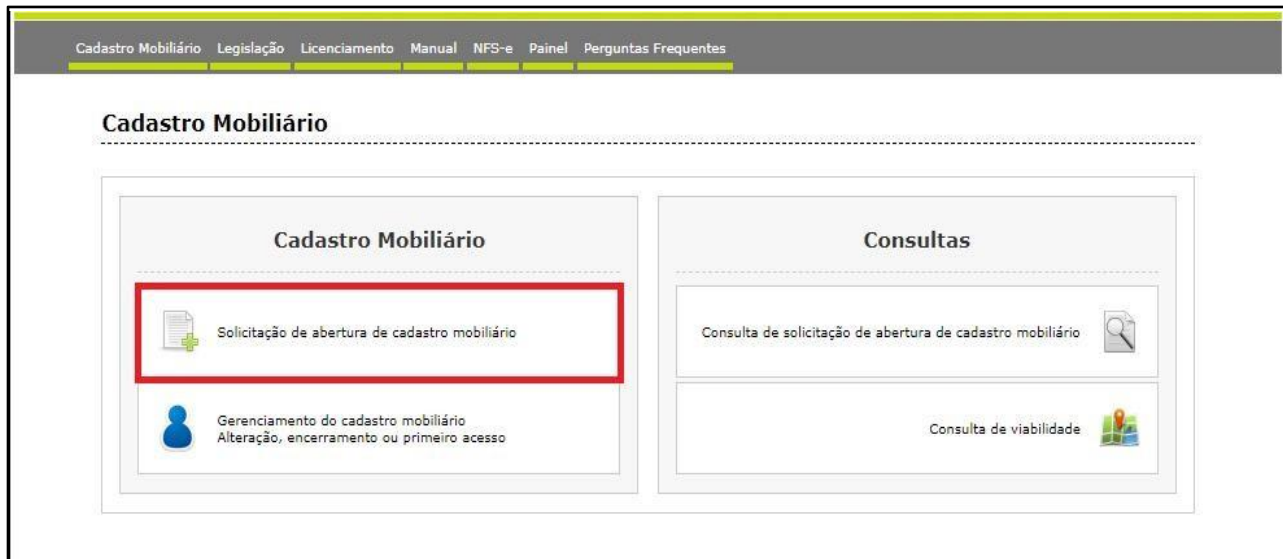 Cadastro Mobiliário Legislação Licenciamento Manual NFS-e Painel Perguntas Frequentes
Cadastro Mobiliário
Cadastro Mobiliário
Solicitação de abertura de cadastro mobiliário
Gerenciamento do cadastro mobiliário
Alteração, encerramento ou primeiro acesso
Consultas
Consulta de solicitação de abertura de cadastro mobiliário
Consulta de viabilidade